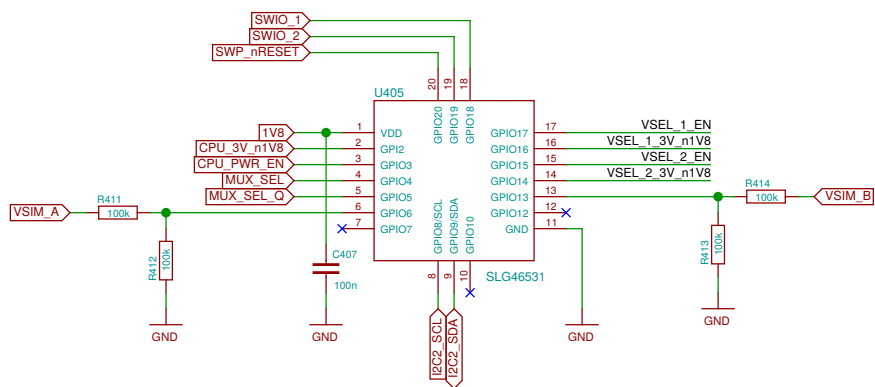 SWIO_1
SWIO_2
SWP_nRESET
U405
20
19
18
GPIO20
GPIO19
GPIO18
1V8
1
VDD
GPIO17
17
VSEL_1_EN
CPU_3V_n1V8
2
GPI2
GPIO16
16
VSEL_1_3V_n1V8
CPU_PWR_EN
3
GPIO3
GPIO15
15
VSEL_2_EN
MUX_SEL
4
GPIO4
GPIO14
14
VSEL_2_3V_n1V8
MUX_SEL_Q
5
GPIO5
GPIO13
13
R414
100k
VSIM_B
VSIM_A
R411
100k
6
GPIO6
GPIO12
12
7
GPIO7
GND
11
GPIO8/SCL
GPIO9/SDA
GPIO10
R412
100k
C407
100n
R413
100k
SLG46531
8
9
10
GND
GND
GND
GND
I2C2_SCL
I2C2_SDA